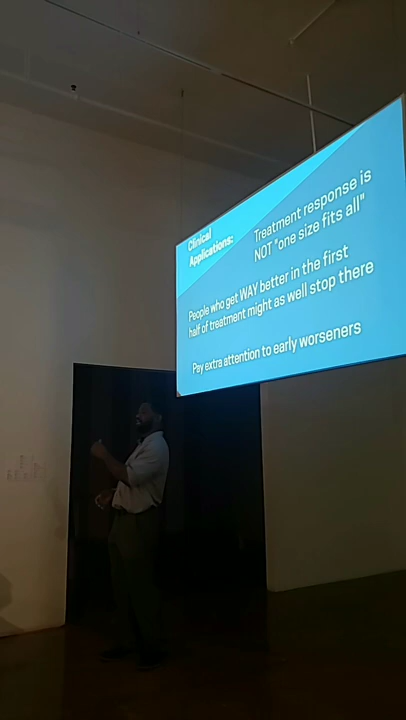 Clinical
Applications:
Treatment response is
NOT "one size fits all"
People who get WAY better in the first
half of treatment might as well stop there
Pay extra attention to early worseners